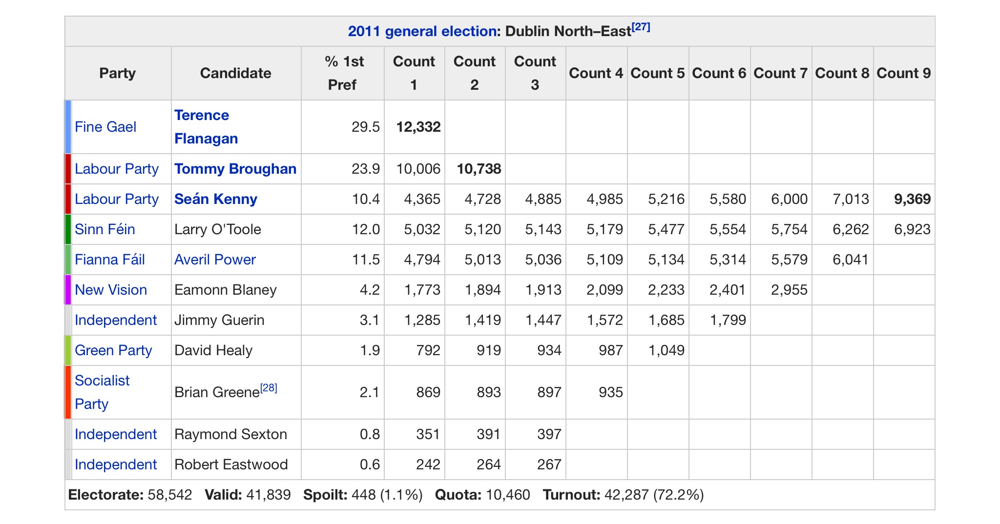 2011 general election: Dublin North–East[27]
Party Candidate % 1st Pref Count 1 Count 2 Count 3 Count 4 Count 5 Count 6 Count 7 Count 8 Count 9
Fine Gael Terence Flanagan 29.5 12,332
Labour Party Tommy Broughan 23.9 10,006 10,738
Labour Party Seán Kenny 10.4 4,365 4,728 4,885 4,985 5,216 5,580 6,000 7,013 9,369
Sinn Féin Larry O'Toole 12.0 5,032 5,120 5,143 5,179 5,477 5,554 5,754 6,262 6,923
Fianna Fáil Averil Power 11.5 4,794 5,013 5,036 5,109 5,134 5,314 5,579 6,041
New Vision Eamonn Blaney 4.2 1,773 1,894 1,913 2,099 2,233 2,401 2,955
Independent Jimmy Guerin 3.1 1,285 1,419 1,447 1,572 1,685 1,799
Green Party David Healy 1.9 792 919 934 987 1,049
Socialist Party Brian Greene[28] 2.1 869 893 897 935
Independent Raymond Sexton 0.8 351 391 397
Independent Robert Eastwood 0.6 242 264 267
Electorate: 58,542 Valid: 41,839 Spoilt: 448 (1.1%) Quota: 10,460 Turnout: 42,287 (72.2%)